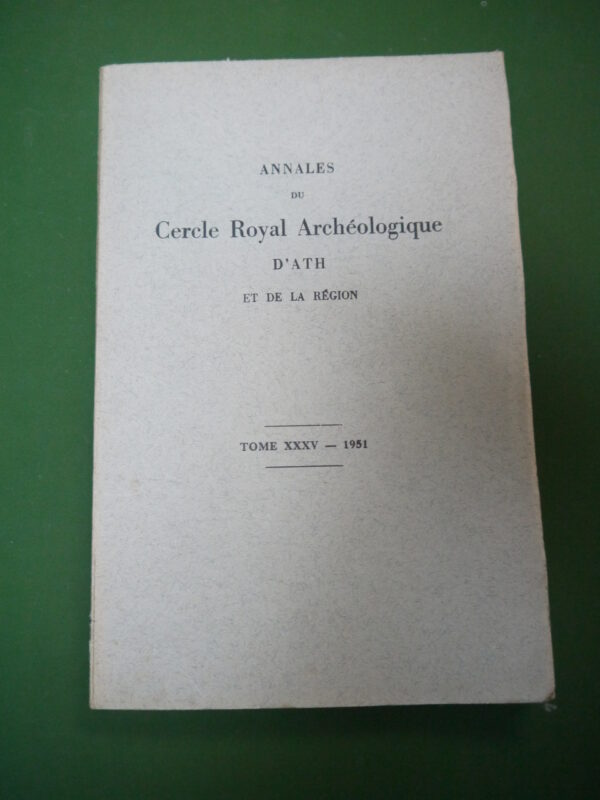 ANNALES
DU
Cercle Royal Archéologique
D'ATH
ET DE LA RÉGION
TOME XXXV — 1951